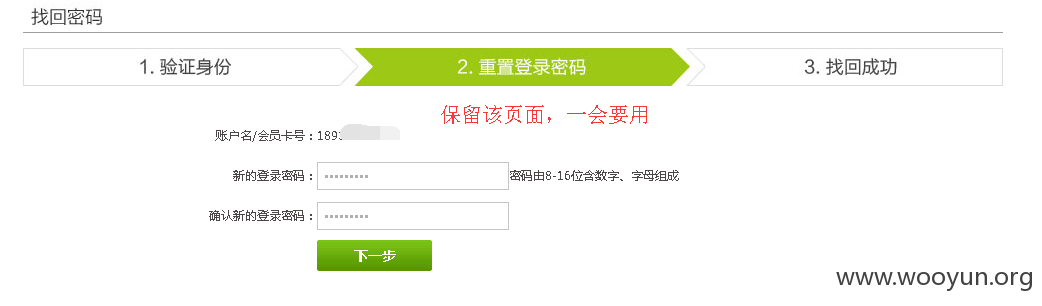 找回密码
1. 验证身份
2. 重置登录密码
3. 找回成功
保留该页面，一会要用
账户名/会员卡号：189
新的登录密码：
密码由8-16位含数字、字母组成
确认新的登录密码：
下一步
www.wooyun.org